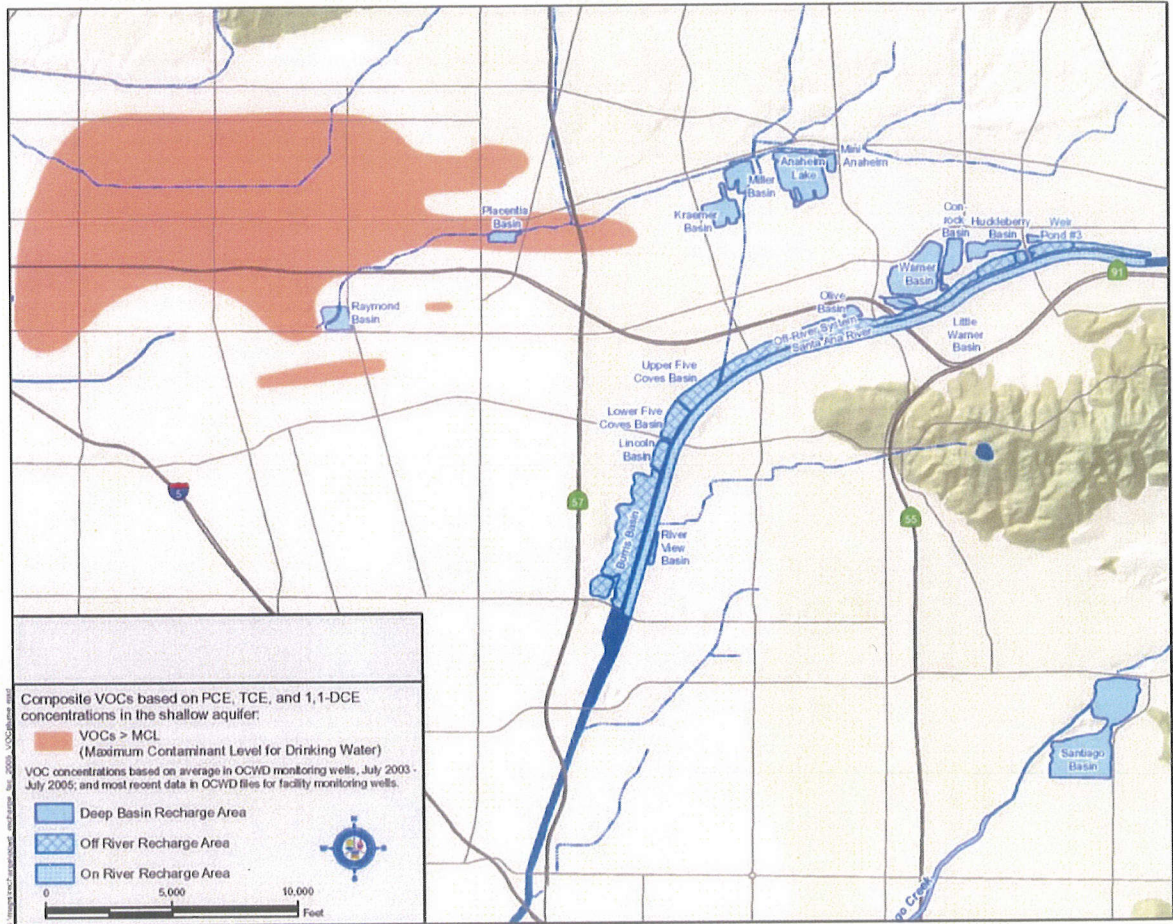 Mini
Anaheim
Anaheim
Lake
Miller
Basin
Kraemer
Basin
Placentia
Basin
Con-
rock
Basin
Huckleberry
Basin
Weir
Pond #3
Warner
Basin
91
Olive
Basin
Raymond
Basin
Off-River System
Santa Ana River
Little
Warner
Basin
Upper Five
Coves Basin
Lower Five
Coves Basin
Lincoln
Basin
5
57
55
Burris Basin
River
View
Basin
Santiago
Basin
go Creek
Composite VOCs based on PCE, TCE, and 1,1-DCE
concentrations in the shallow aquifer:
VOCs > MCL
(Maximum Contaminant Level for Drinking Water)
VOC concentrations based on average in OCWD monitoring wells, July 2003 -
July 2005; and most recent data in OCWD files for facility monitoring wells.
Deep Basin Recharge Area
Off River Recharge Area
On River Recharge Area
0 5,000 10,000
Feet